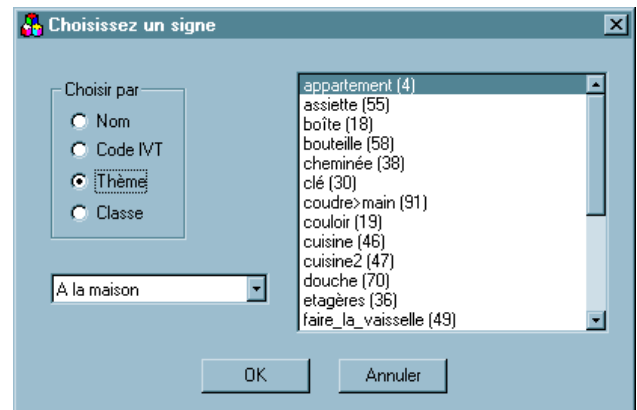 Choisissez un signe
Choisir par
Nom
Code IVT
Thème
Classe
A la maison
appartement (4)
assiette (55)
boîte (18)
bouteille (58)
cheminée (38)
clé (30)
coudre>main (91)
couloir (19)
cuisine (46)
cuisine2 (47)
douche (70)
etagères (36)
faire_la_vaisselle (49)
OK
Annuler